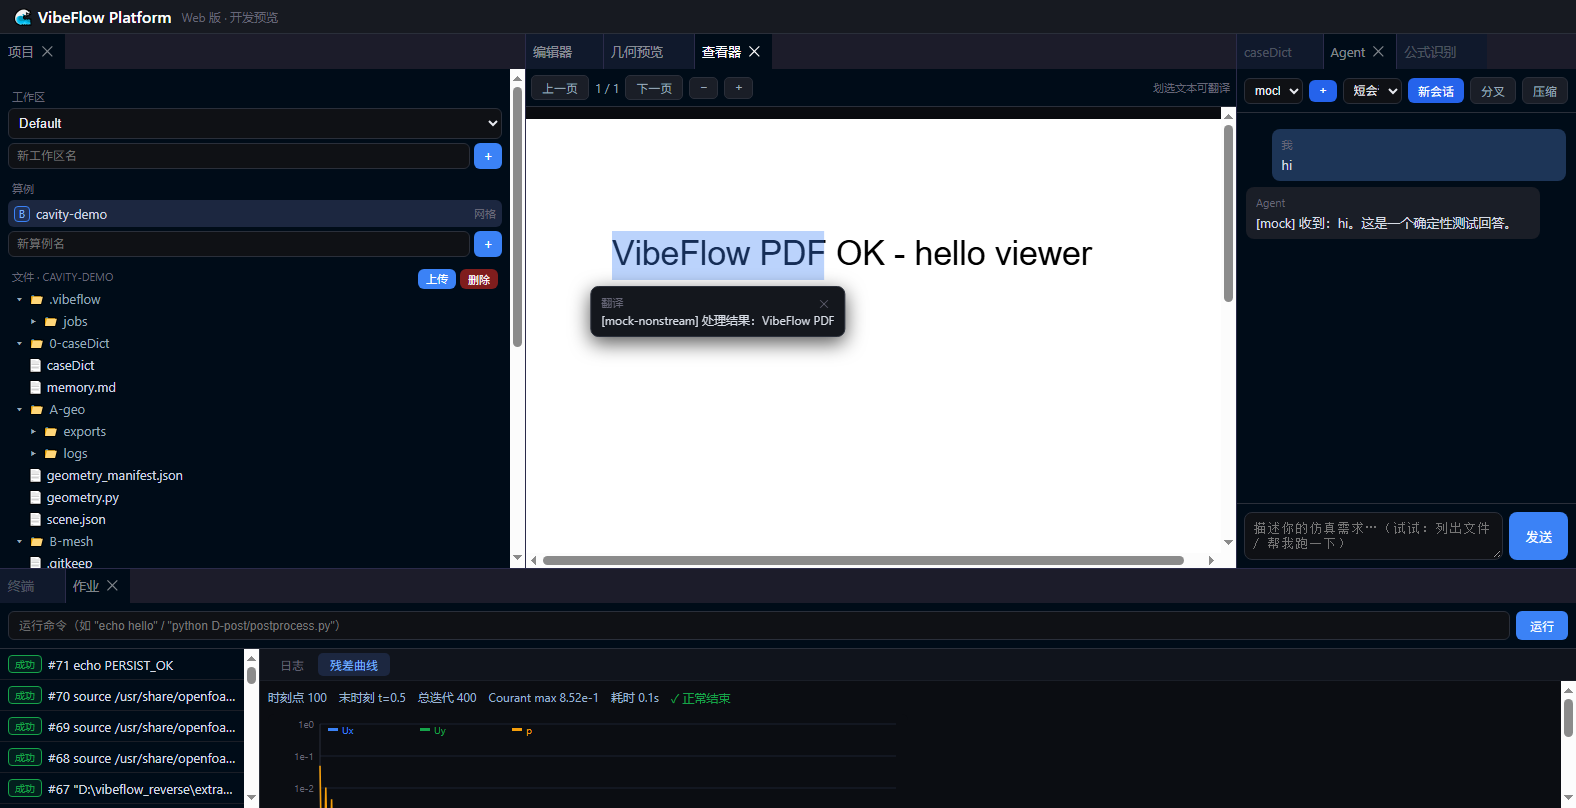 VibeFlow Platform Web 版 · 开发预览
项目
工作区
Default
新工作区名
+
算例
B cavity-demo 网格
新算例名
+
文件 · CAVITY-DEMO 上传 删除
.vibeflow
jobs
0-caseDict
caseDict
memory.md
A-geo
exports
logs
geometry_manifest.json
geometry.py
scene.json
B-mesh
.gitkeep
编辑器 几何预览 查看器
上一页 1 / 1 下一页 − + 划选文本可翻译
VibeFlow PDF OK - hello viewer
翻译
[mock-nonstream] 处理结果：VibeFlow PDF
caseDict Agent 公式识别
mocl + 短会 新会话 分叉 压缩
我
hi
Agent
[mock] 收到：hi。这是一个确定性测试回答。
描述你的仿真需求…（试试：列出文件
/ 帮我跑一下）
发送
终端 作业
运行命令（如 "echo hello" / "python D-post/postprocess.py"）
运行
成功 #71 echo PERSIST_OK
成功 #70 source /usr/share/openfoa...
成功 #69 source /usr/share/openfoa...
成功 #68 source /usr/share/openfoa...
成功 #67 "D:\vibeflow_reverse\extra...
日志 残差曲线
时刻点 100 末时刻 t=0.5 总迭代 400 Courant max 8.52e-1 耗时 0.1s ✓ 正常结束
Ux Uy p
1e0
1e-1
1e-2